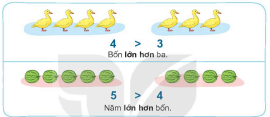 4 > 3
Bốn lớn hơn ba.
5 > 4
Năm lớn hơn bốn.